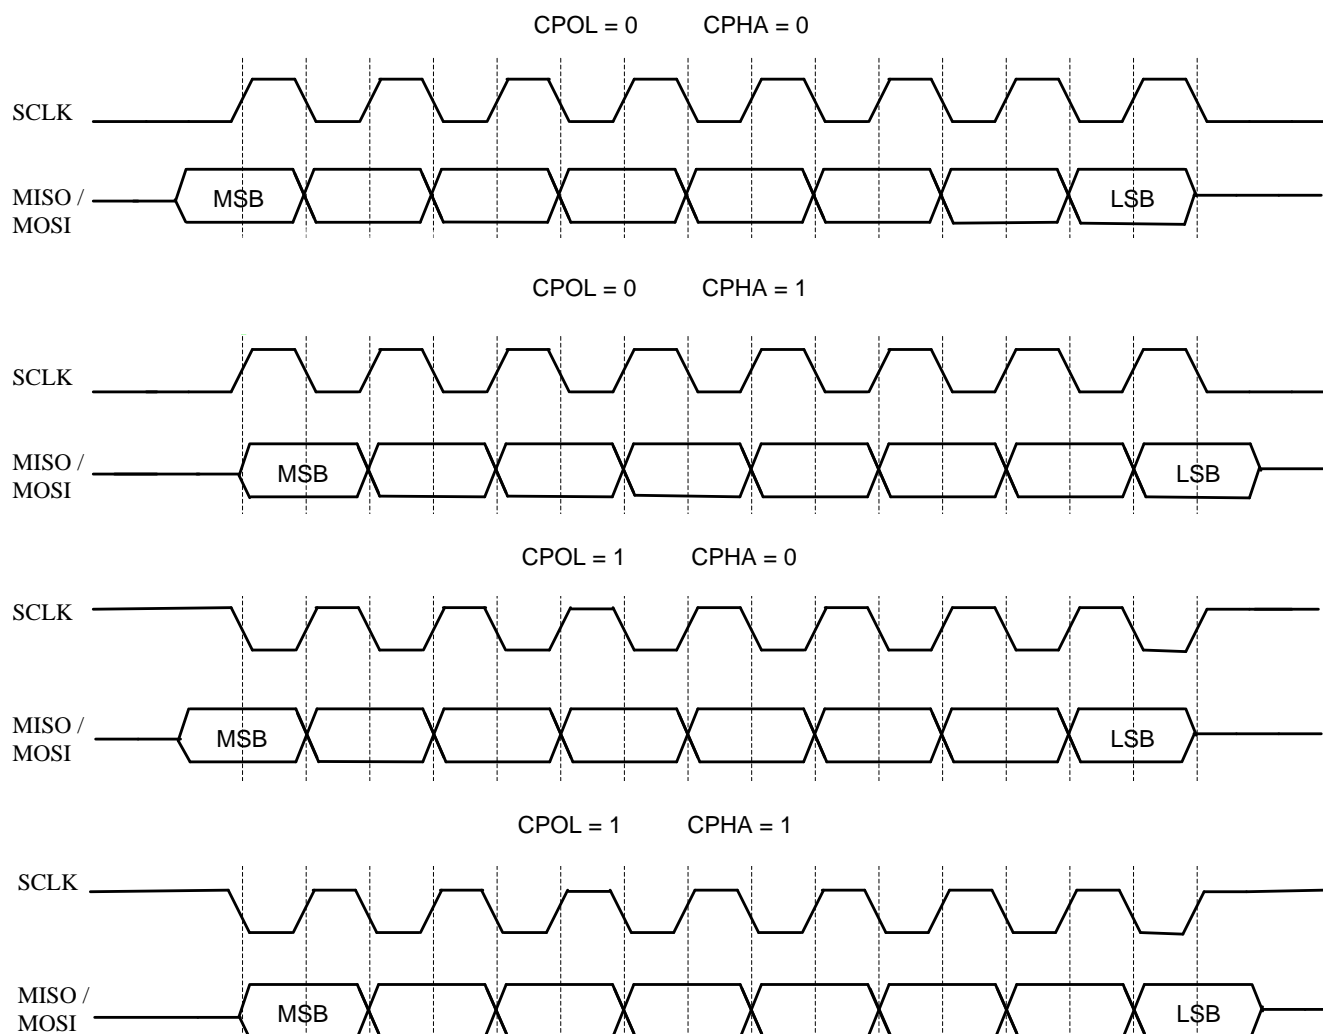 CPOL = 0 CPHA = 0
SCLK
MISO /
MOSI
MSB LSB
CPOL = 0 CPHA = 1
SCLK
MISO /
MOSI
MSB LSB
CPOL = 1 CPHA = 0
SCLK
MISO /
MOSI
MSB LSB
CPOL = 1 CPHA = 1
SCLK
MISO /
MOSI
MSB LSB